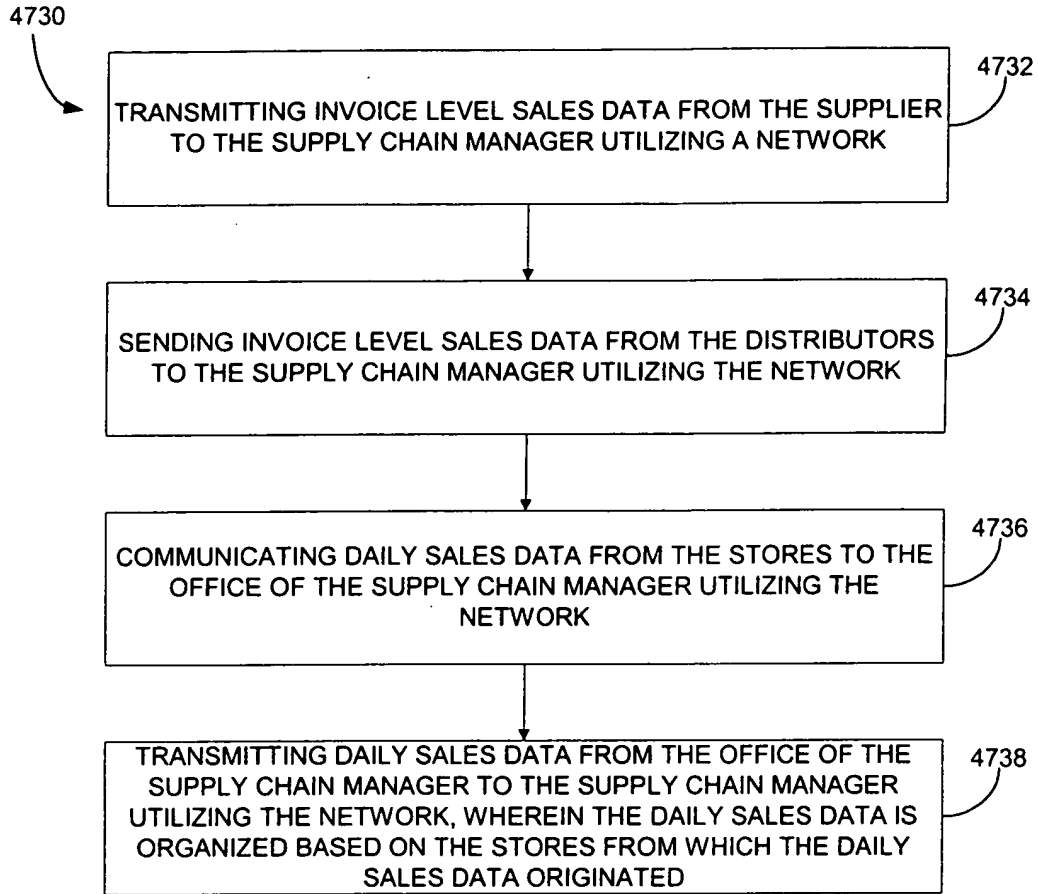 4730
4732
TRANSMITTING INVOICE LEVEL SALES DATA FROM THE SUPPLIER
TO THE SUPPLY CHAIN MANAGER UTILIZING A NETWORK
4734
SENDING INVOICE LEVEL SALES DATA FROM THE DISTRIBUTORS
TO THE SUPPLY CHAIN MANAGER UTILIZING THE NETWORK
4736
COMMUNICATING DAILY SALES DATA FROM THE STORES TO THE
OFFICE OF THE SUPPLY CHAIN MANAGER UTILIZING THE
NETWORK
4738
TRANSMITTING DAILY SALES DATA FROM THE OFFICE OF THE
SUPPLY CHAIN MANAGER TO THE SUPPLY CHAIN MANAGER
UTILIZING THE NETWORK, WHEREIN THE DAILY SALES DATA IS
ORGANIZED BASED ON THE STORES FROM WHICH THE DAILY
SALES DATA ORIGINATED